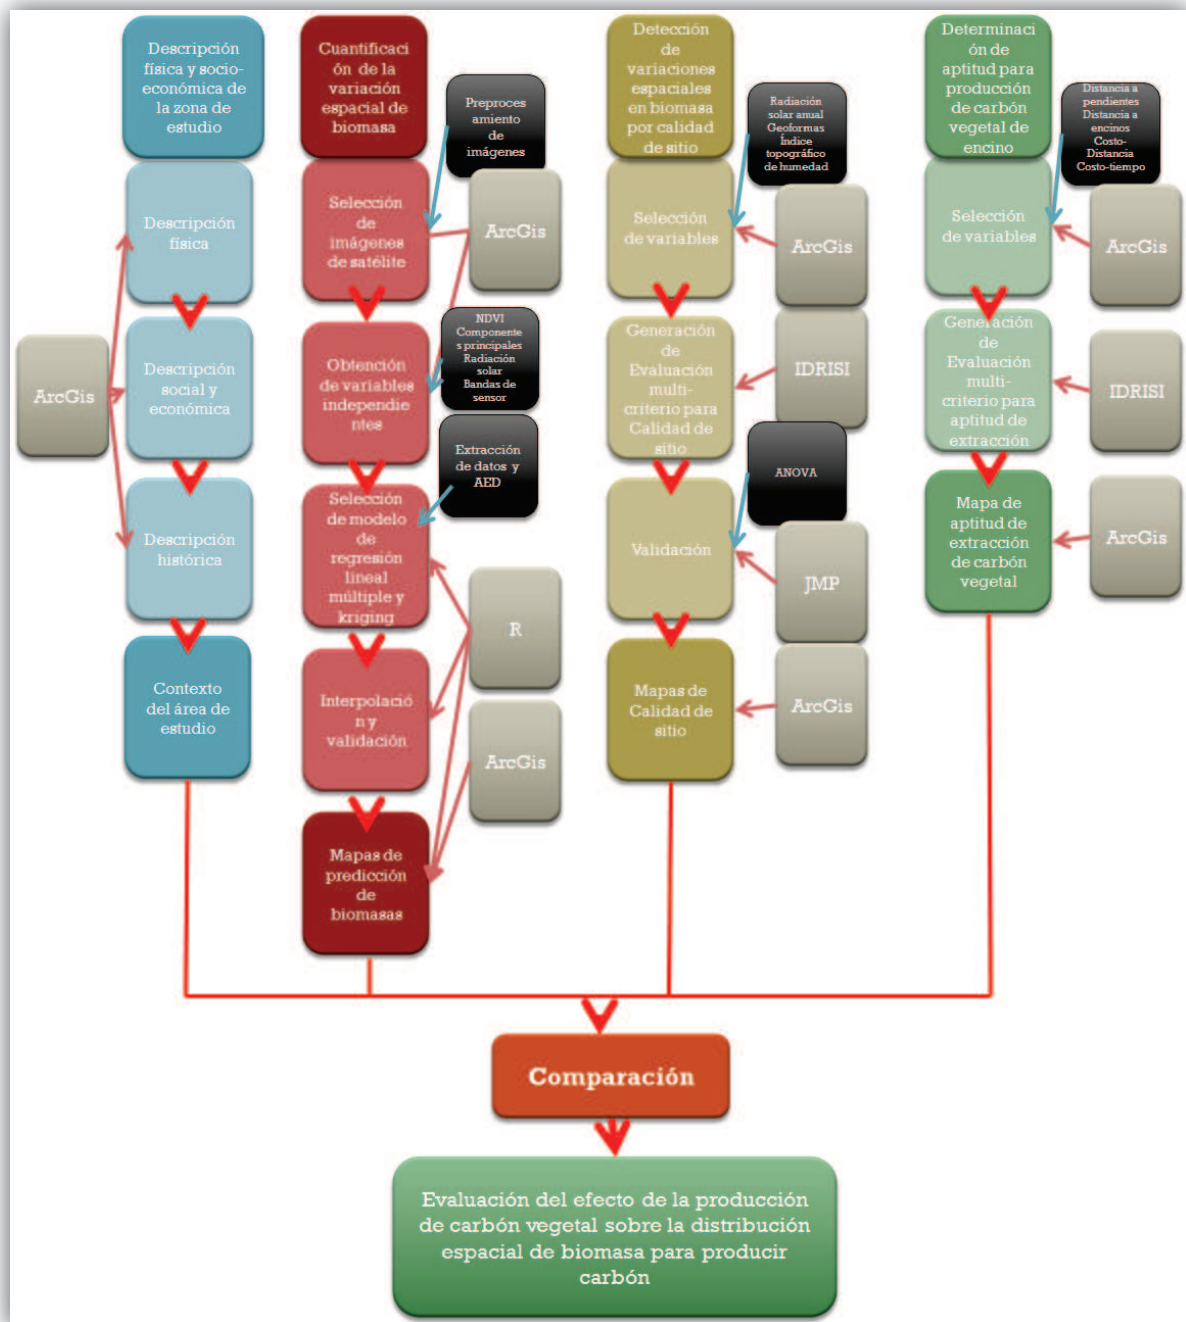 Descripción
física y socio-
económica de
la zona de
estudio
Descripción
física
Descripción
social y
económica
Descripción
histórica
Contexto
del área de
estudio
ArcGis
Cuantificaci
ón de la
variación
espacial de
biomasa
Preproces
amiento
de
imágenes
Selección
de
imágenes
de satélite
ArcGis
NDVI
Componente
s principales
Radiación
solar
Bandas de
sensor
Obtención
de variables
independie
ntes
Extracción
de datos y
AED
Selección
de modelo
de
regresión
lineal
múltiple y
kriging
R
Interpolació
n y
validación
ArcGis
Mapas de
predicción
de
biomasas
Detección
de
variaciones
espaciales
en biomasa
por calidad
de sitio
Radiación
solar anual
Geoformas
Índice
topográfico
de humedad
Selección
de variables
ArcGis
Generación
de
Evaluación
multi-
criterio para
Calidad de
sitio
IDRISI
ANOVA
Validación
JMP
Mapas de
Calidad de
sitio
ArcGis
Determinaci
ón de
aptitud para
producción
de carbón
vegetal de
encino
Distancia a
pendientes
Distancia a
encinos
Costo-
Distancia
Costo-tiempo
Selección
de variables
ArcGis
Generación
de
Evaluación
multi-
criterio para
aptitud de
extracción
IDRISI
Mapa de
aptitud de
extracción
de carbón
vegetal
ArcGis
Comparación
Evaluación del efecto de la producción
de carbón vegetal sobre la distribución
espacial de biomasa para producir
carbón